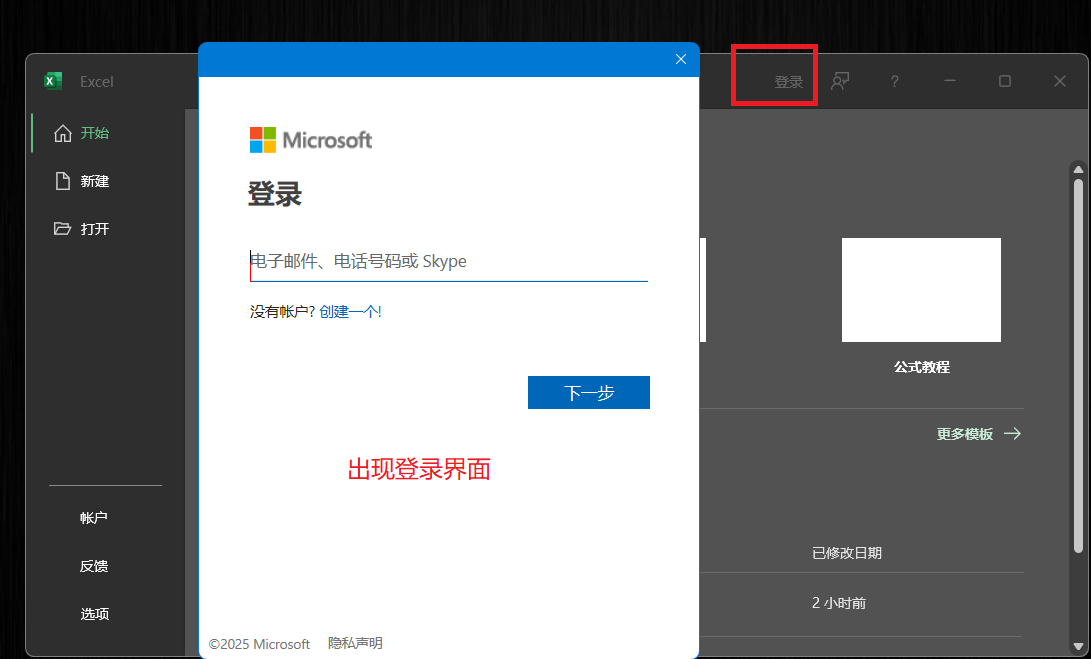 Excel
登录
?
开始
新建
打开
Microsoft
登录
电子邮件、电话号码或 Skype
没有帐户? 创建一个!
下一步
出现登录界面
公式教程
更多模板
帐户
反馈
选项
已修改日期
2 小时前
©2025 Microsoft 隐私声明